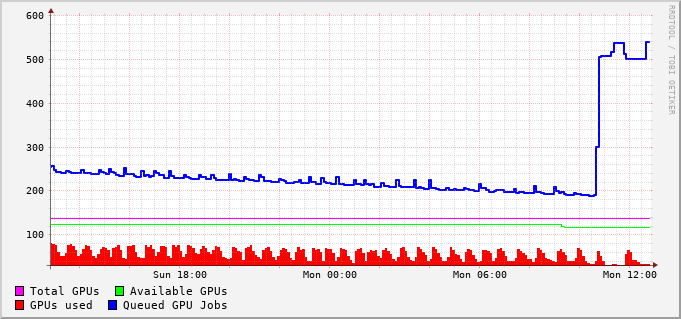 600
500
400
300
200
100
Sun 18:00 Mon 00:00 Mon 06:00 Mon 12:00
Total GPUs Available GPUs
GPUs used Queued GPU Jobs
RRDTOOL / TOBI OETIKER